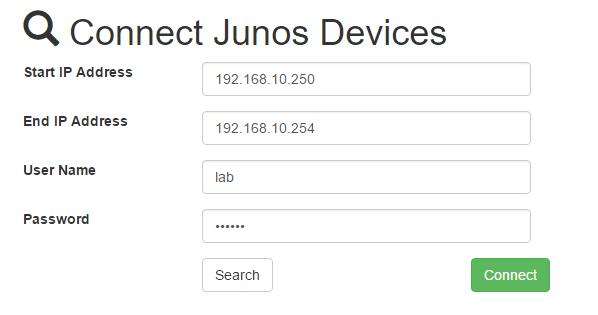 Connect Junos Devices
Start IP Address 192.168.10.250
End IP Address 192.168.10.254
User Name lab
Password ••••••
Search Connect